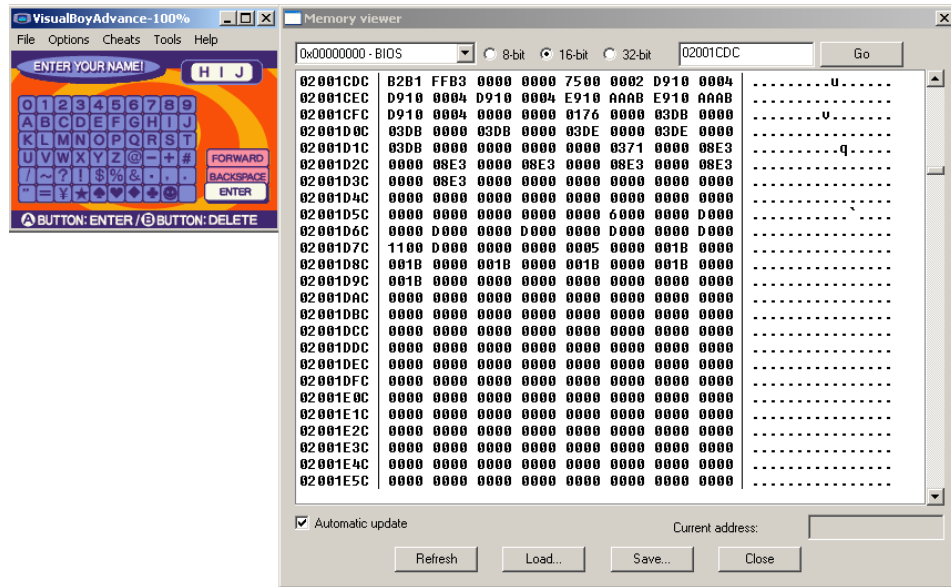 VisualBoyAdvance-100%
File Options Cheats Tools Help
ENTER YOUR NAME!
H I J
0 1 2 3 4 5 6 7 8 9
A B C D E F G H I J
K L M N O P Q R S T
U V W X Y Z @ - + #
/ ~ ? ! $ % & · . ,
" = ¥ ★ ♠ ♥ ♦ ♣ ☻
FORWARD
BACKSPACE
ENTER
A BUTTON: ENTER / B BUTTON: DELETE
Memory viewer
0x00000000 - BIOS 8-bit 16-bit 32-bit 02001CDC Go
02001CDC B2B1 FFB3 0000 0000 7500 0002 D910 0004 .........u......
02001CEC D910 0004 D910 0004 E910 AAAB E910 AAAB ................
02001CFC D910 0004 0000 0000 0176 0000 03DB 0000 ........v.......
02001D0C 03DB 0000 03DB 0000 03DE 0000 03DE 0000 ................
02001D1C 03DB 0000 0000 0000 0000 0371 0000 08E3 ..........q.....
02001D2C 0000 08E3 0000 08E3 0000 08E3 0000 08E3 ................
02001D3C 0000 08E3 0000 0000 0000 0000 0000 0000 ................
02001D4C 0000 0000 0000 0000 0000 0000 0000 0000 ................
02001D5C 0000 0000 0000 0000 0000 6000 0000 D000 ...........`....
02001D6C 0000 D000 0000 D000 0000 D000 0000 D000 ................
02001D7C 1100 D000 0000 0000 0005 0000 001B 0000 ................
02001D8C 001B 0000 001B 0000 001B 0000 001B 0000 ................
02001D9C 001B 0000 0000 0000 0000 0000 0000 0000 ................
02001DAC 0000 0000 0000 0000 0000 0000 0000 0000 ................
02001DBC 0000 0000 0000 0000 0000 0000 0000 0000 ................
02001DCC 0000 0000 0000 0000 0000 0000 0000 0000 ................
02001DDC 0000 0000 0000 0000 0000 0000 0000 0000 ................
02001DEC 0000 0000 0000 0000 0000 0000 0000 0000 ................
02001DFC 0000 0000 0000 0000 0000 0000 0000 0000 ................
02001E0C 0000 0000 0000 0000 0000 0000 0000 0000 ................
02001E1C 0000 0000 0000 0000 0000 0000 0000 0000 ................
02001E2C 0000 0000 0000 0000 0000 0000 0000 0000 ................
02001E3C 0000 0000 0000 0000 0000 0000 0000 0000 ................
02001E4C 0000 0000 0000 0000 0000 0000 0000 0000 ................
02001E5C 0000 0000 0000 0000 0000 0000 0000 0000 ................
Automatic update
Current address:
Refresh Load... Save... Close